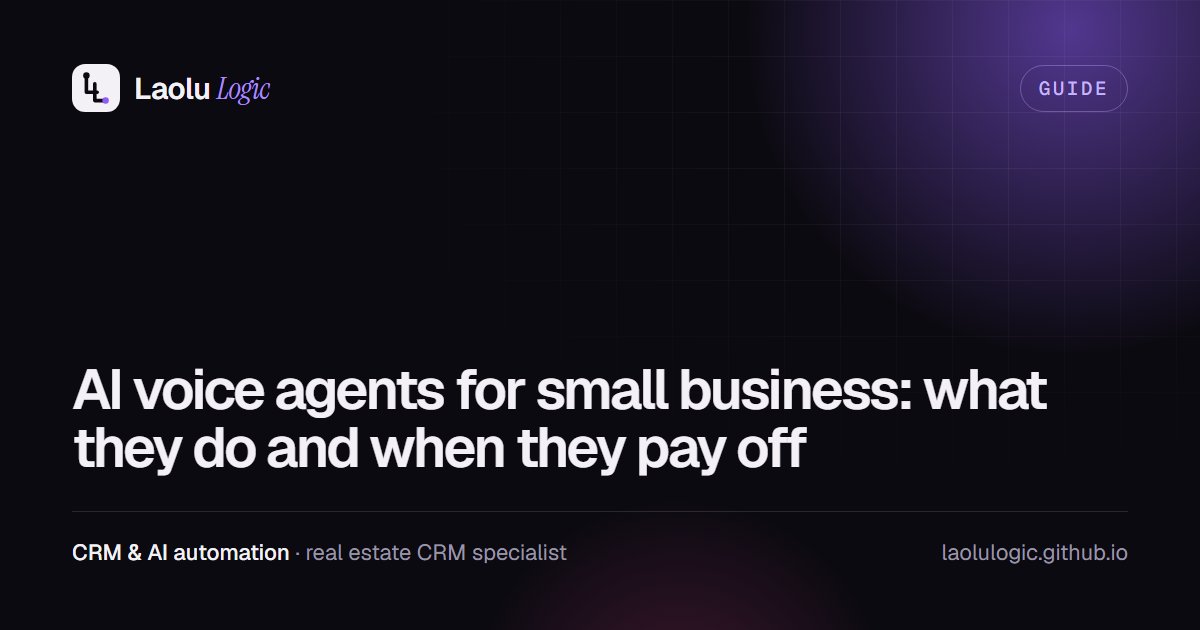 Laolu Logic
GUIDE
AI voice agents for small business: what
they do and when they pay off
CRM & AI automation · real estate CRM specialist
laolulogic.github.io